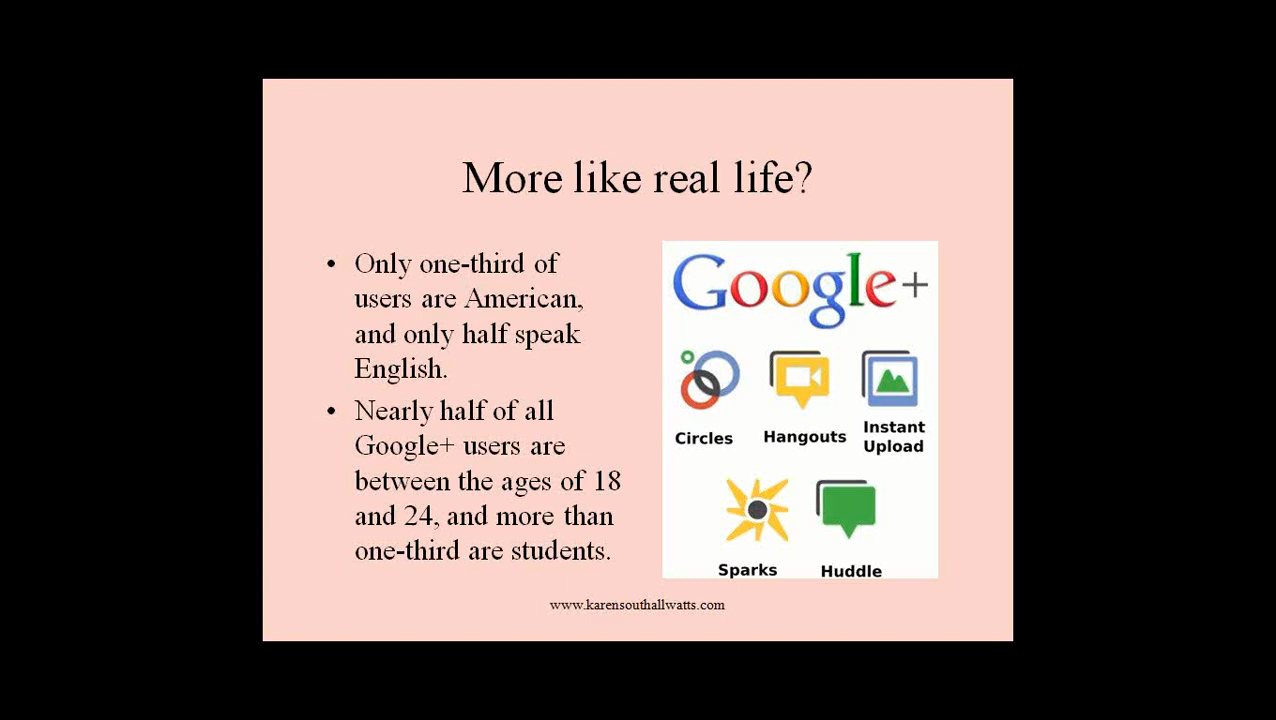 More like real life?
• Only one-third of
users are American,
and only half speak
English.
• Nearly half of all
Google+ users are
between the ages of 18
and 24, and more than
one-third are students.
Google+
Circles
Hangouts
Instant
Upload
Sparks
Huddle
www.karensouthallwatts.com